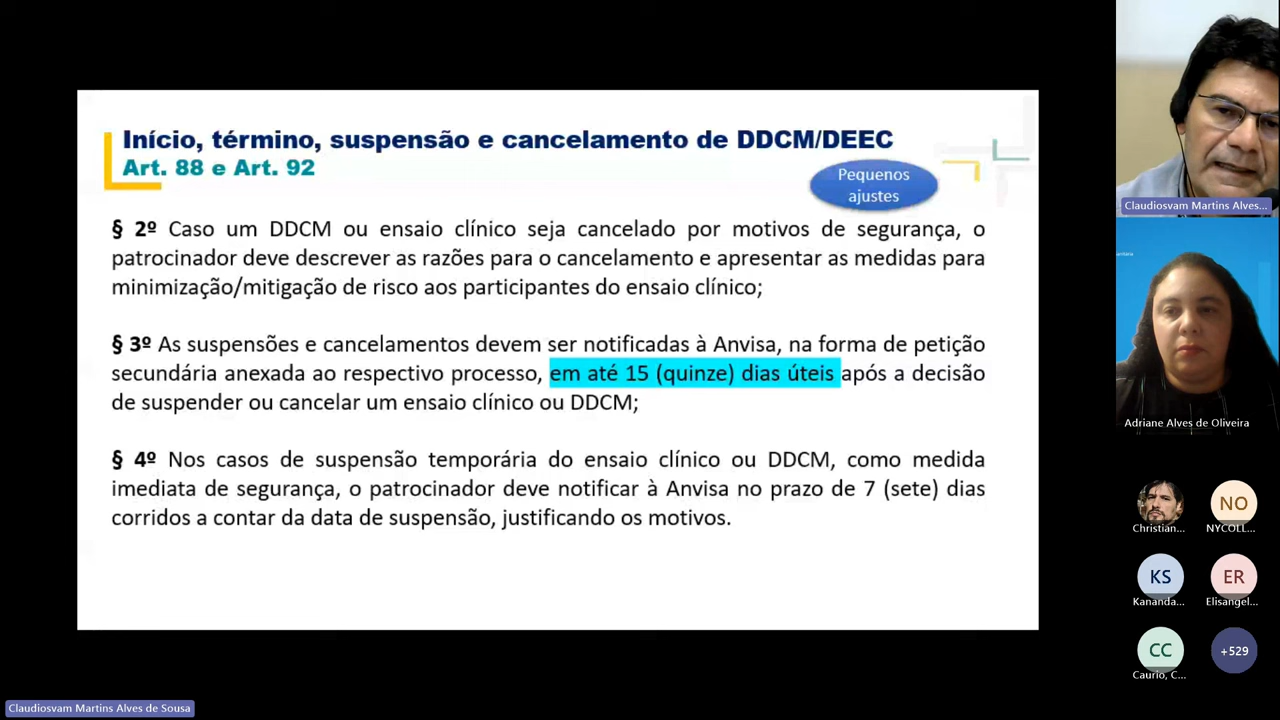 Início, término, suspensão e cancelamento de DDCM/DEEC
Art. 88 e Art. 92
Pequenos
ajustes
§ 2º Caso um DDCM ou ensaio clínico seja cancelado por motivos de segurança, o
patrocinador deve descrever as razões para o cancelamento e apresentar as medidas para
minimização/mitigação de risco aos participantes do ensaio clínico;
§ 3º As suspensões e cancelamentos devem ser notificadas à Anvisa, na forma de petição
secundária anexada ao respectivo processo, em até 15 (quinze) dias úteis após a decisão
de suspender ou cancelar um ensaio clínico ou DDCM;
§ 4º Nos casos de suspensão temporária do ensaio clínico ou DDCM, como medida
imediata de segurança, o patrocinador deve notificar à Anvisa no prazo de 7 (sete) dias
corridos a contar da data de suspensão, justificando os motivos.
Claudiosvam Martins Alves...
Adriane Alves de Oliveira
NO
Christian...
NYCOLL...
KS
ER
Kananda...
Elisangel...
CC
+529
Caurio, C...
Claudiosvam Martins Alves de Sousa